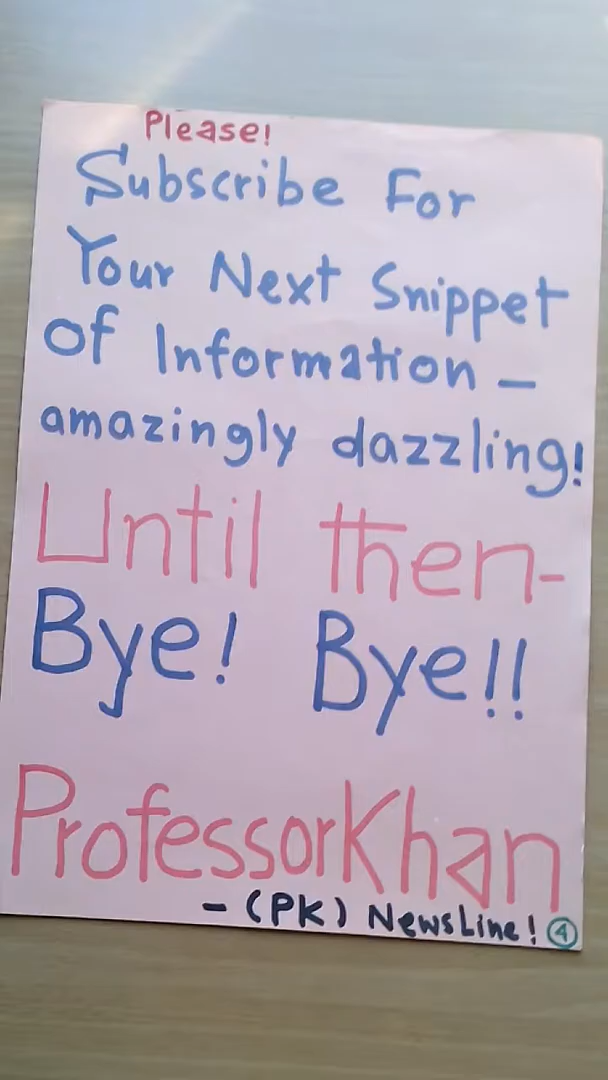 Please!
Subscribe For
Your Next Snippet
of Information -
amazingly dazzling!
Until then-
Bye! Bye!!
ProfessorKhan
- (PK) NewsLine! 4